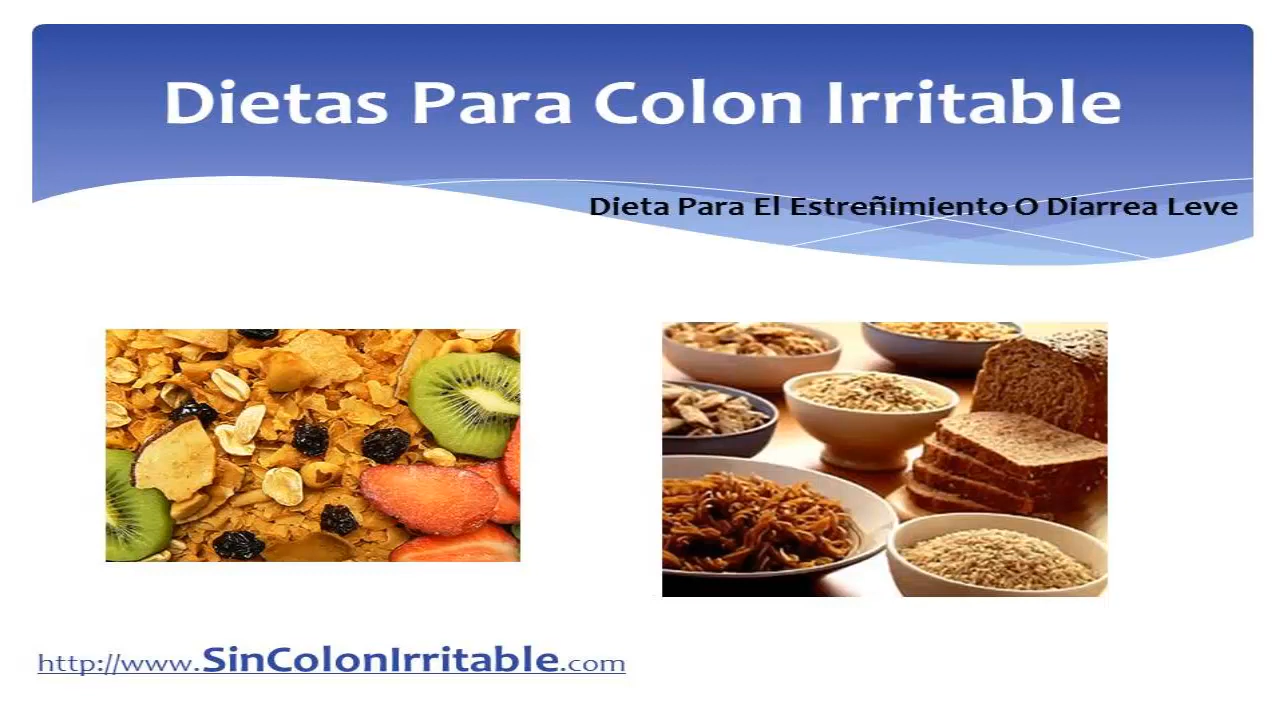 Dietas Para Colon Irritable
Dieta Para El Estreñimiento O Diarrea Leve
http://www.SinColonIrritable.com